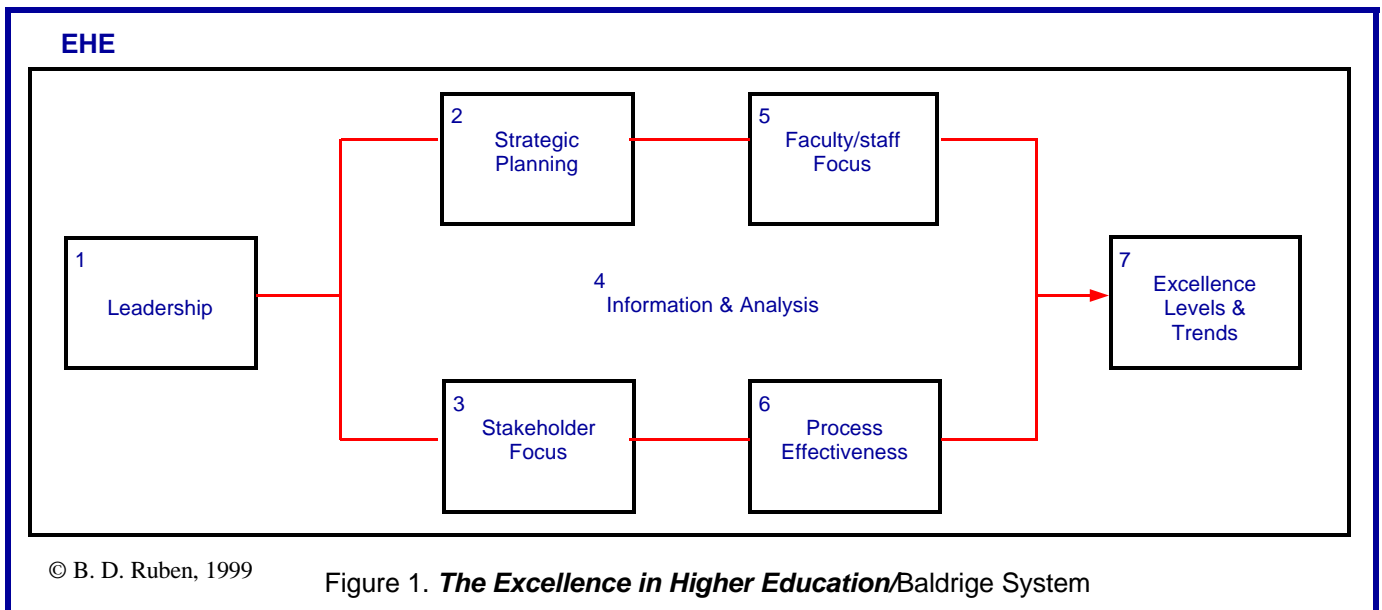 EHE
1
Leadership
2
Strategic
Planning
3
Stakeholder
Focus
4
Information & Analysis
5
Faculty/staff
Focus
6
Process
Effectiveness
7
Excellence
Levels &
Trends
© B. D. Ruben, 1999
Figure 1. The Excellence in Higher Education/Baldrige System